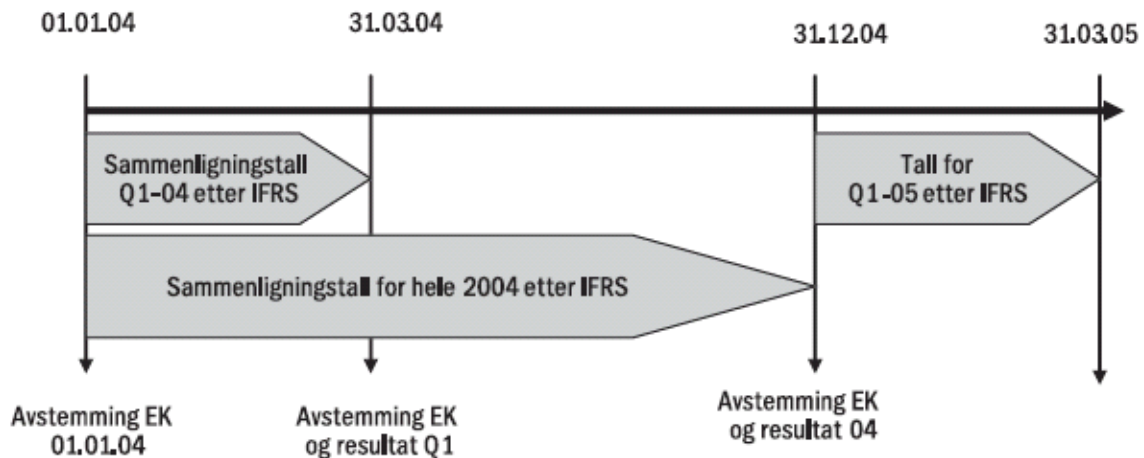 01.01.04
31.03.04
31.12.04
31.03.05
Sammenligningstall
Q1-04 etter IFRS
Tall for
Q1-05 etter IFRS
Sammenligningstall for hele 2004 etter IFRS
Avstemming EK
01.01.04
Avstemming EK
og resultat Q1
Avstemming EK
og resultat 04